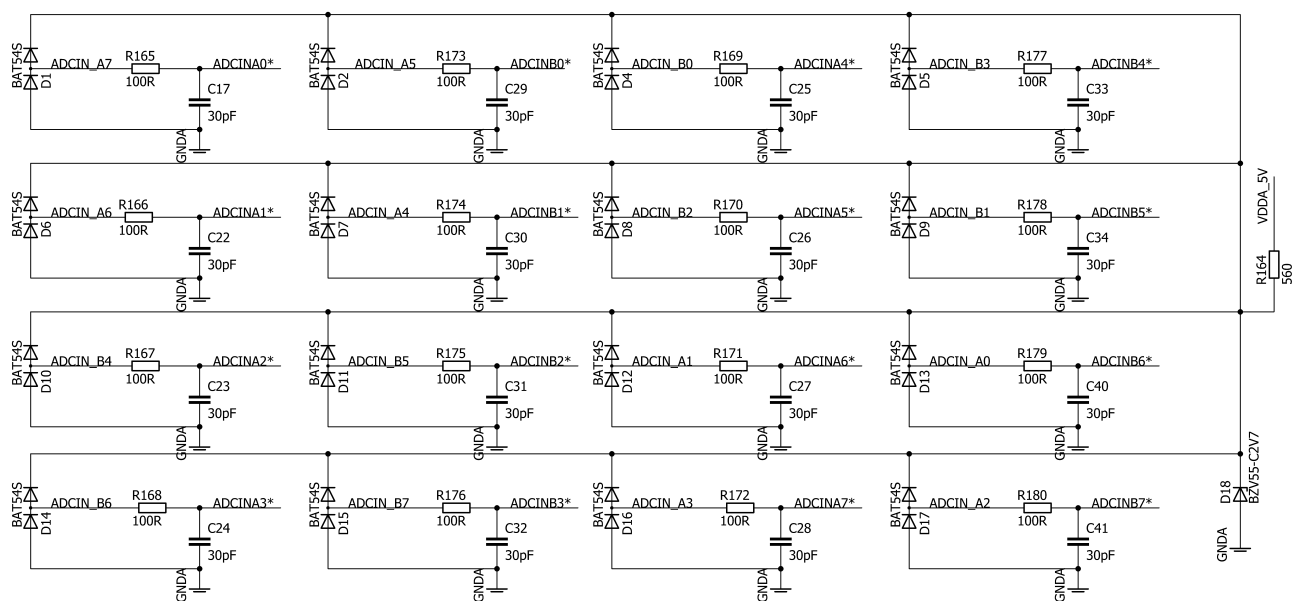 BAT54S D1 ADCIN_A7 R165 100R ADCINA0* C17 30pF GNDA
BAT54S D2 ADCIN_A5 R173 100R ADCINB0* C29 30pF GNDA
BAT54S D4 ADCIN_B0 R169 100R ADCINA4* C25 30pF GNDA
BAT54S D5 ADCIN_B3 R177 100R ADCINB4* C33 30pF GNDA
BAT54S D6 ADCIN_A6 R166 100R ADCINA1* C22 30pF GNDA
BAT54S D7 ADCIN_A4 R174 100R ADCINB1* C30 30pF GNDA
BAT54S D8 ADCIN_B2 R170 100R ADCINA5* C26 30pF GNDA
BAT54S D9 ADCIN_B1 R178 100R ADCINB5* C34 30pF GNDA
VDDA_5V
R164
560
BAT54S D10 ADCIN_B4 R167 100R ADCINA2* C23 30pF GNDA
BAT54S D11 ADCIN_B5 R175 100R ADCINB2* C31 30pF GNDA
BAT54S D12 ADCIN_A1 R171 100R ADCINA6* C27 30pF GNDA
BAT54S D13 ADCIN_A0 R179 100R ADCINB6* C40 30pF GNDA
BAT54S D14 ADCIN_B6 R168 100R ADCINA3* C24 30pF GNDA
BAT54S D15 ADCIN_B7 R176 100R ADCINB3* C32 30pF GNDA
BAT54S D16 ADCIN_A3 R172 100R ADCINA7* C28 30pF GNDA
BAT54S D17 ADCIN_A2 R180 100R ADCINB7* C41 30pF GNDA
D18
BZV55-C2V7
GNDA